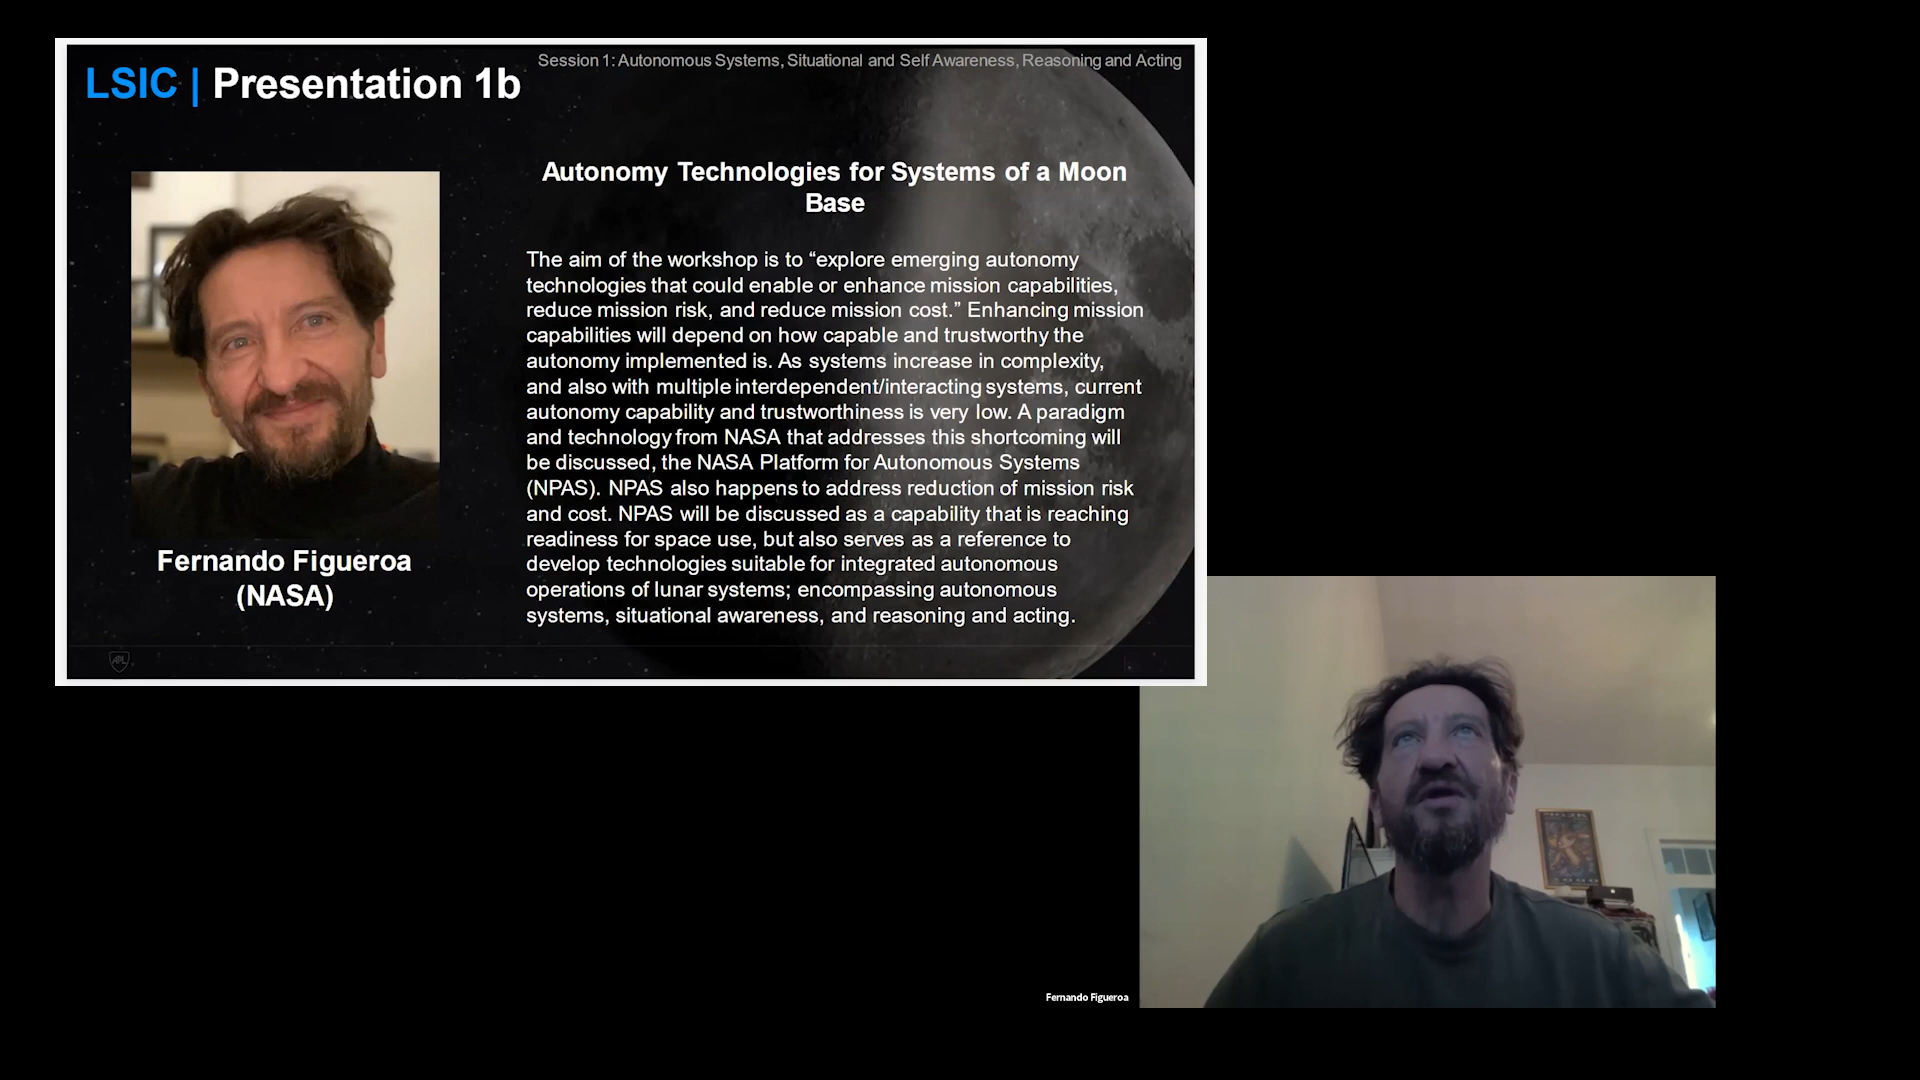 Session 1: Autonomous Systems, Situational and Self Awareness, Reasoning and Acting
LSIC | Presentation 1b
Autonomy Technologies for Systems of a Moon
Base
The aim of the workshop is to “explore emerging autonomy
technologies that could enable or enhance mission capabilities,
reduce mission risk, and reduce mission cost.” Enhancing mission
capabilities will depend on how capable and trustworthy the
autonomy implemented is. As systems increase in complexity,
and also with multiple interdependent/interacting systems, current
autonomy capability and trustworthiness is very low. A paradigm
and technology from NASA that addresses this shortcoming will
be discussed, the NASA Platform for Autonomous Systems
(NPAS). NPAS also happens to address reduction of mission risk
and cost. NPAS will be discussed as a capability that is reaching
readiness for space use, but also serves as a reference to
develop technologies suitable for integrated autonomous
operations of lunar systems; encompassing autonomous
systems, situational awareness, and reasoning and acting.
Fernando Figueroa
(NASA)
APL
Fernando Figueroa